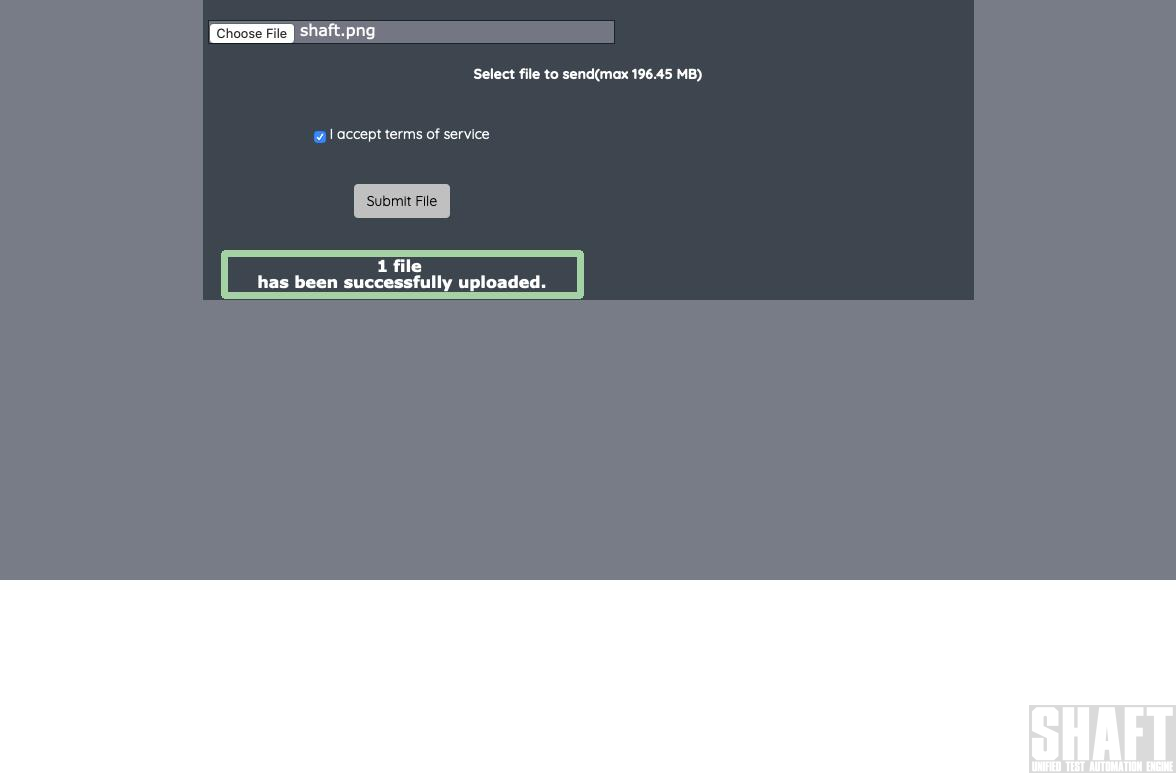 Choose File shaft.png
Select file to send(max 196.45 MB)
I accept terms of service
Submit File
1 file
has been successfully uploaded.
SHAFT
UNIFIED TEST AUTOMATION ENGINE